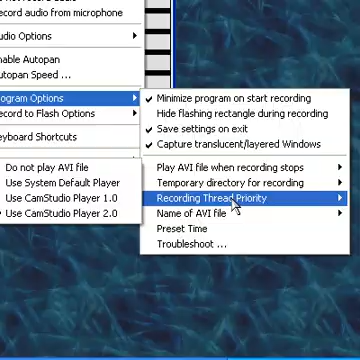 ecord audio from microphone
udio Options
nable Autopan
utopan Speed ...
ogram Options
ecord to Flash Options
eyboard Shortcuts
Minimize program on start recording
Hide flashing rectangle during recording
Save settings on exit
Capture translucent/layered Windows
Play AVI file when recording stops
Temporary directory for recording
Recording Thread Priority
Name of AVI file
Preset Time
Troubleshoot ...
Do not play AVI file
Use System Default Player
Use CamStudio Player 1.0
Use CamStudio Player 2.0